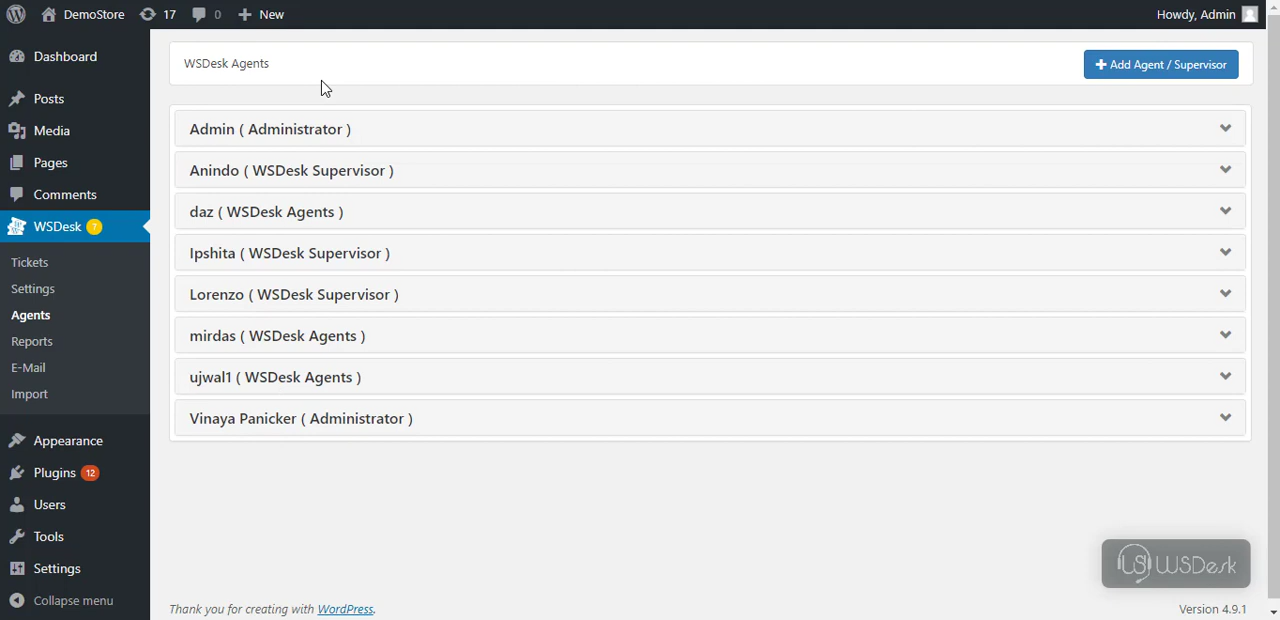 DemoStore 17 0 New Howdy, Admin
Dashboard
Posts
Media
Pages
Comments
WSDesk 7
Tickets
Settings
Agents
Reports
E-Mail
Import
Appearance
Plugins 12
Users
Tools
Settings
Collapse menu
WSDesk Agents
Add Agent / Supervisor
Admin ( Administrator )
Anindo ( WSDesk Supervisor )
daz ( WSDesk Agents )
Ipshita ( WSDesk Supervisor )
Lorenzo ( WSDesk Supervisor )
mirdas ( WSDesk Agents )
ujwal1 ( WSDesk Agents )
Vinaya Panicker ( Administrator )
WSDesk
Thank you for creating with WordPress.
Version 4.9.1